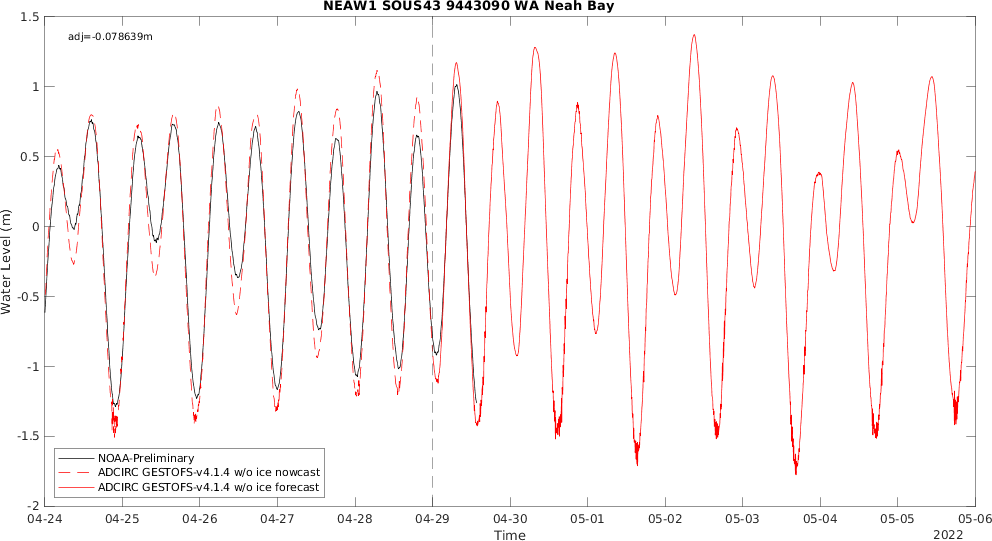 NEAW1 SOUS43 9443090 WA Neah Bay
adj=-0.078639m
1.5
1
0.5
0
-0.5
-1
-1.5
-2
Water Level (m)
NOAA-Preliminary
ADCIRC GESTOFS-v4.1.4 w/o ice nowcast
ADCIRC GESTOFS-v4.1.4 w/o ice forecast
04-24 04-25 04-26 04-27 04-28 04-29 04-30 05-01 05-02 05-03 05-04 05-05 05-06
Time
2022